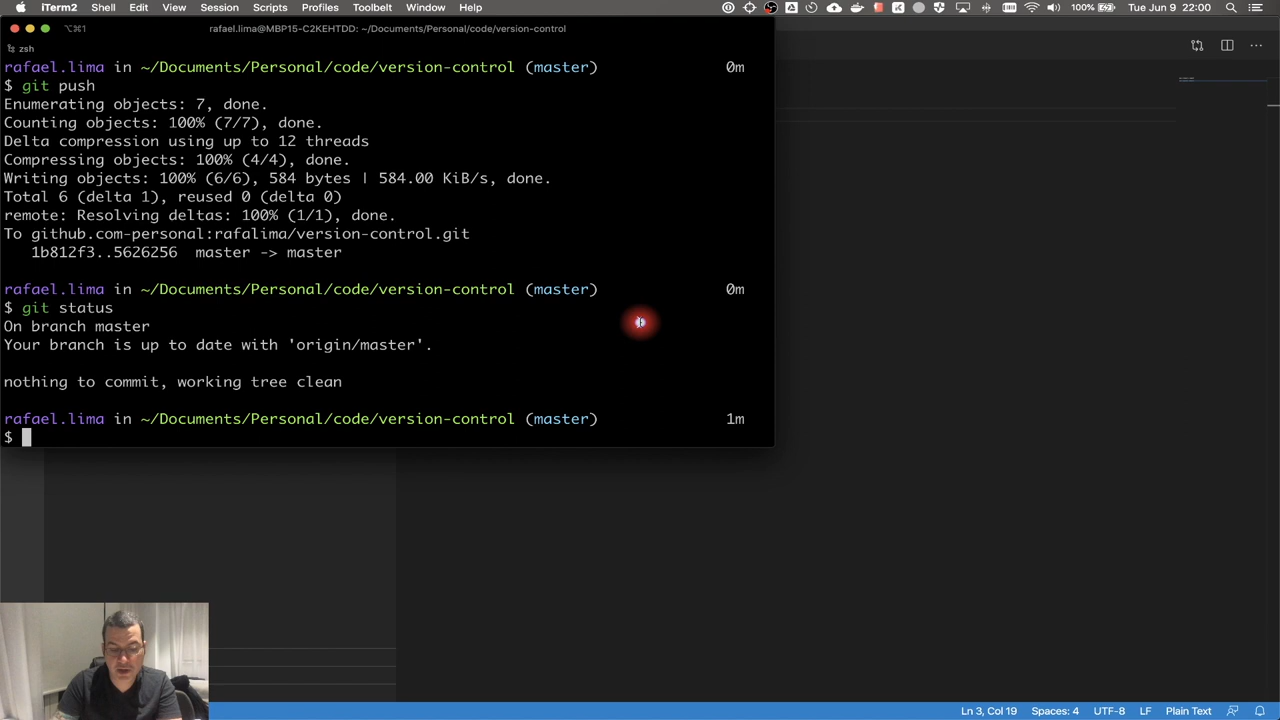 iTerm2 Shell Edit View Session Scripts Profiles Toolbelt Window Help 100% Tue Jun 9 22:00
⌥⌘1 rafael.lima@MBP15-C2KEHTDD: ~/Documents/Personal/code/version-control
zsh
rafael.lima in ~/Documents/Personal/code/version-control (master) 0m
$ git push
Enumerating objects: 7, done.
Counting objects: 100% (7/7), done.
Delta compression using up to 12 threads
Compressing objects: 100% (4/4), done.
Writing objects: 100% (6/6), 584 bytes | 584.00 KiB/s, done.
Total 6 (delta 1), reused 0 (delta 0)
remote: Resolving deltas: 100% (1/1), done.
To github.com-personal:rafalima/version-control.git
1b812f3..5626256 master -> master
rafael.lima in ~/Documents/Personal/code/version-control (master) 0m
$ git status
On branch master
Your branch is up to date with 'origin/master'.
nothing to commit, working tree clean
rafael.lima in ~/Documents/Personal/code/version-control (master) 1m
$
Ln 3, Col 19 Spaces: 4 UTF-8 LF Plain Text